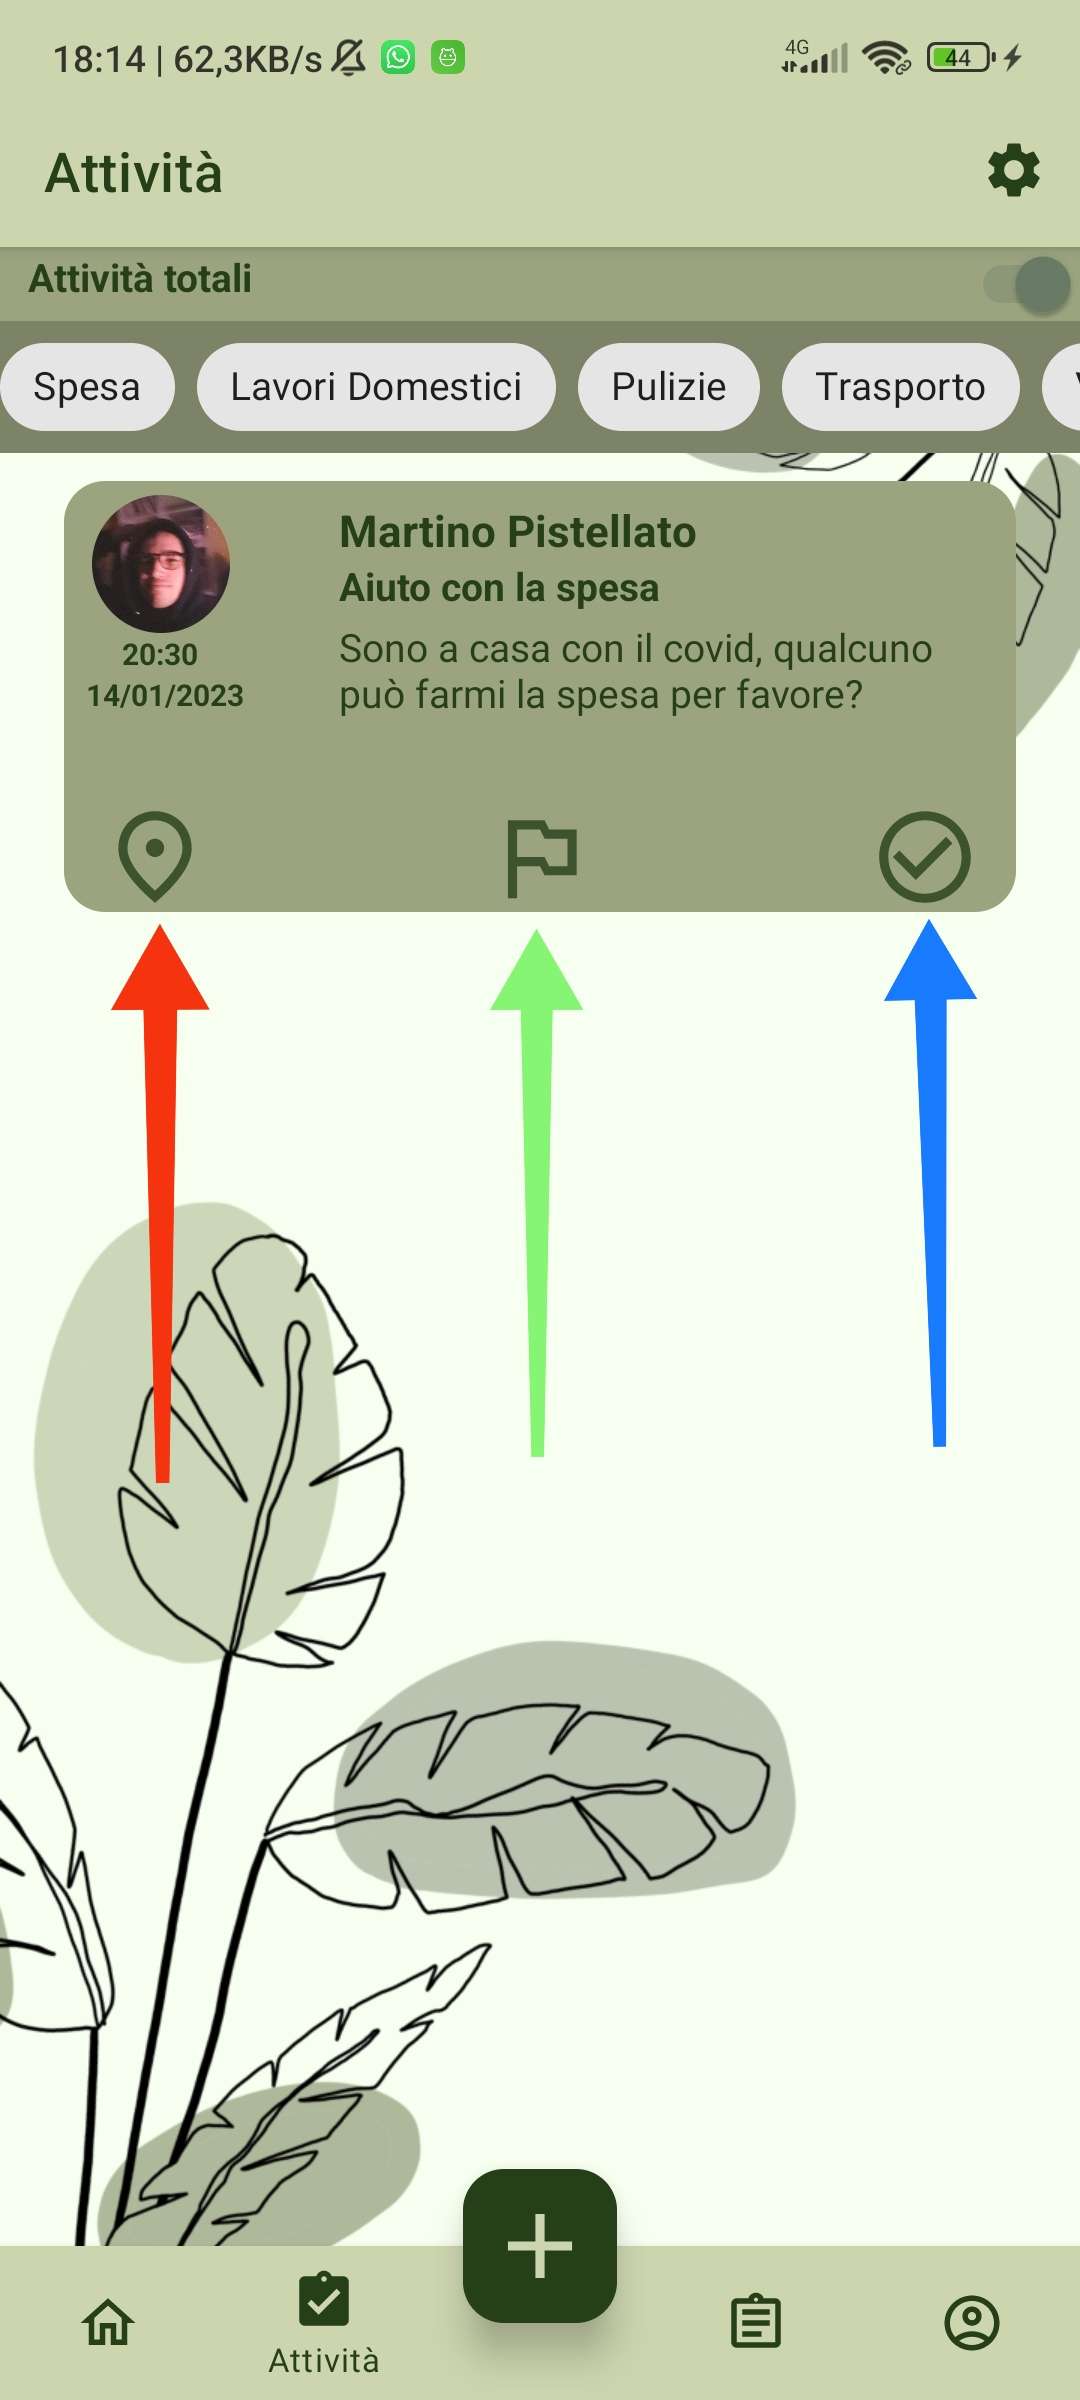 18:14 | 62,3KB/s
4G
44
Attività
Attività totali
Spesa Lavori Domestici Pulizie Trasporto
Martino Pistellato
Aiuto con la spesa
20:30
14/01/2023
Sono a casa con il covid, qualcuno
può farmi la spesa per favore?
Attività